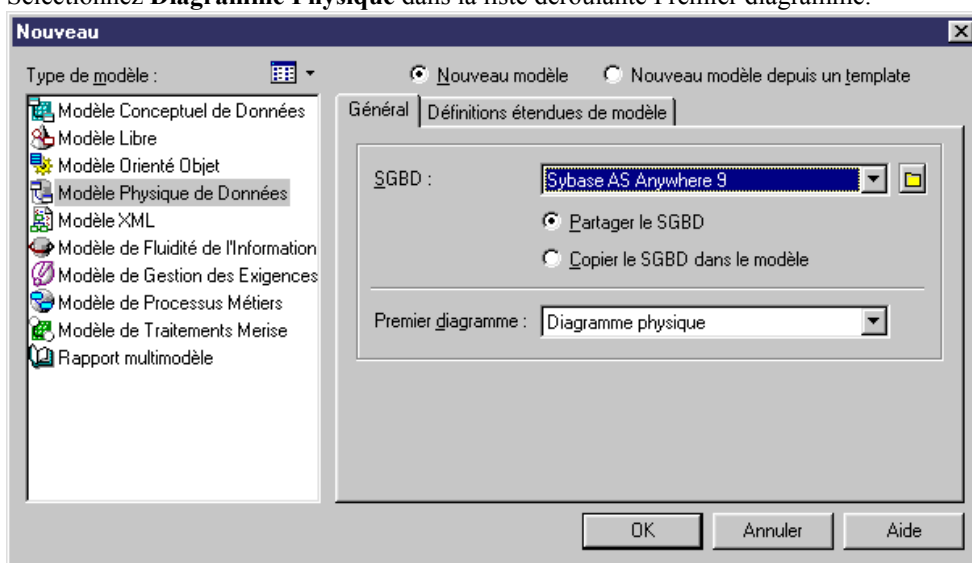 Sélectionnez Diagramme Physique dans la liste déroulante Premier diagramme.
Nouveau
Type de modèle :
Nouveau modèle
Nouveau modèle depuis un template
Modèle Conceptuel de Données
Modèle Libre
Modèle Orienté Objet
Modèle Physique de Données
Modèle XML
Modèle de Fluidité de l'Information
Modèle de Gestion des Exigences
Modèle de Processus Métiers
Modèle de Traitements Merise
Rapport multimodèle
Général
Définitions étendues de modèle
SGBD :
Sybase AS Anywhere 9
Partager le SGBD
Copier le SGBD dans le modèle
Premier diagramme :
Diagramme physique
OK
Annuler
Aide